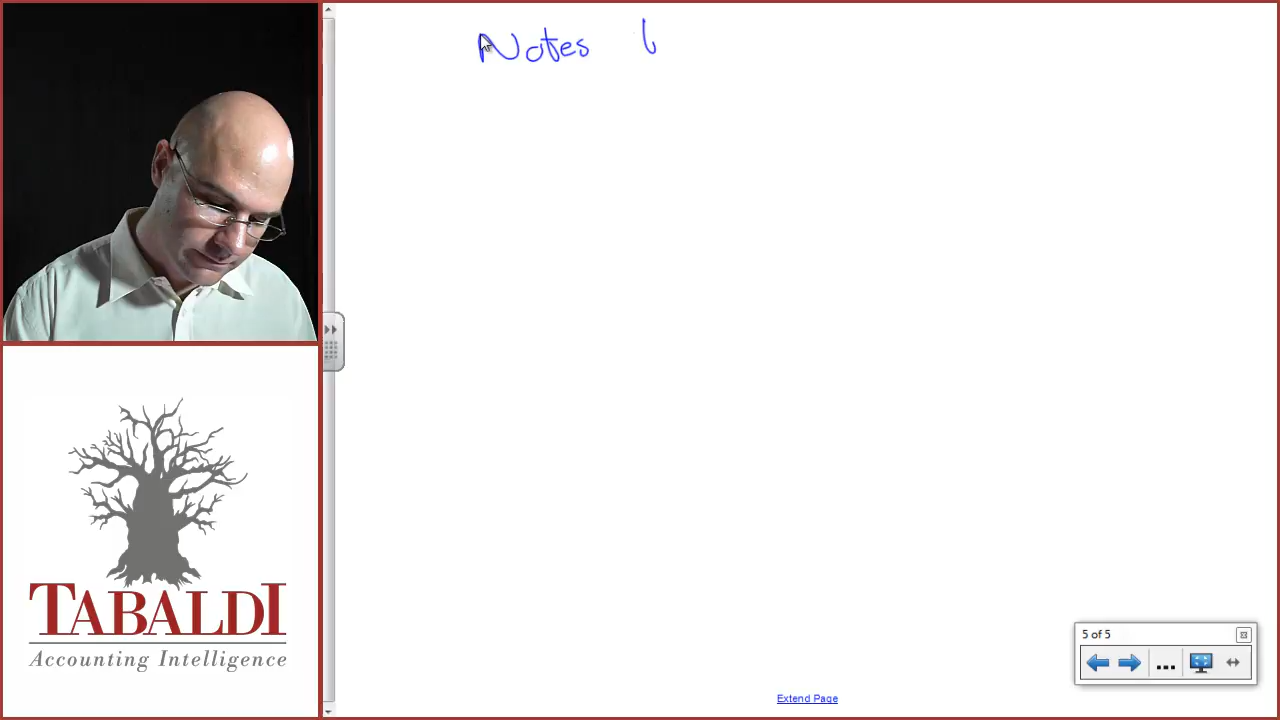 Notes
TABALDI
Accounting Intelligence
5 of 5
Extend Page